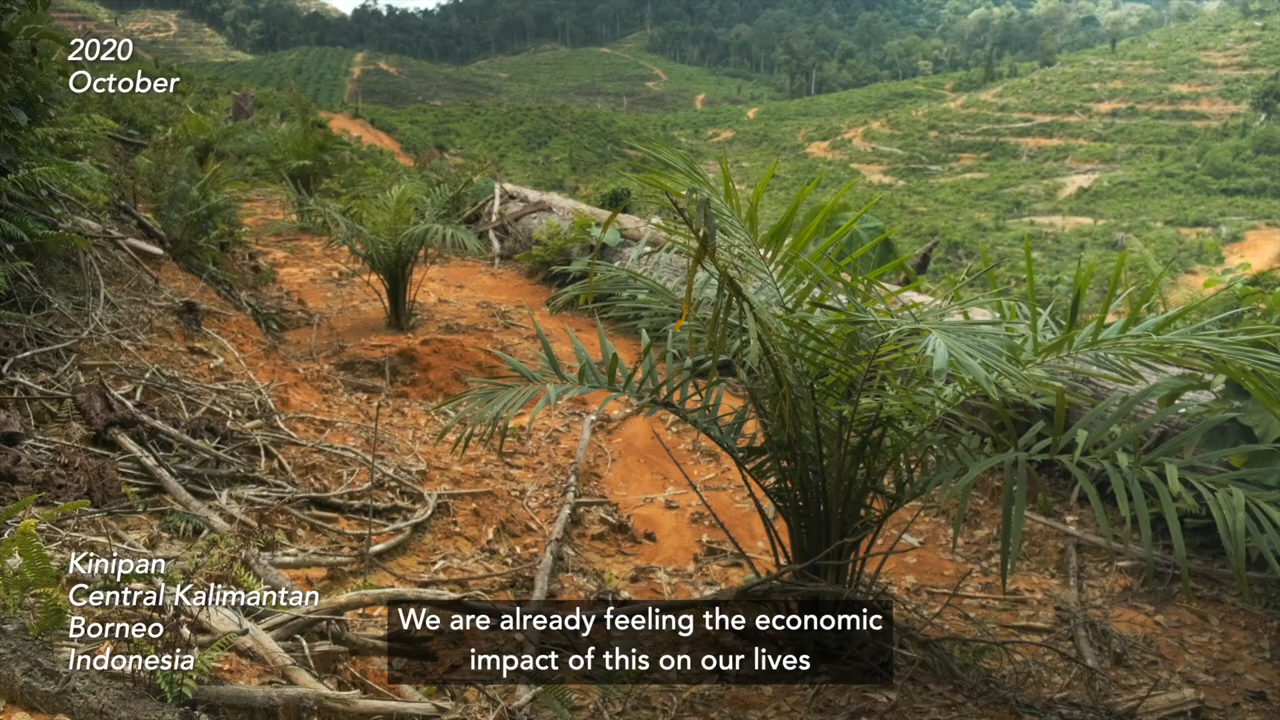 2020
October
Kinipan
Central Kalimantan
Borneo
Indonesia
We are already feeling the economic
impact of this on our lives